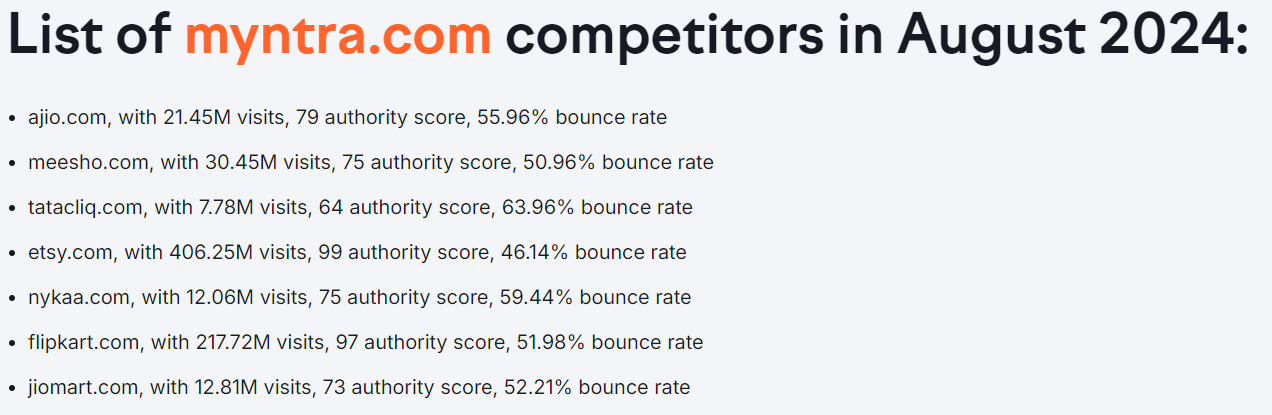 List of myntra.com competitors in August 2024:
• ajio.com, with 21.45M visits, 79 authority score, 55.96% bounce rate
• meesho.com, with 30.45M visits, 75 authority score, 50.96% bounce rate
• tatacliq.com, with 7.78M visits, 64 authority score, 63.96% bounce rate
• etsy.com, with 406.25M visits, 99 authority score, 46.14% bounce rate
• nykaa.com, with 12.06M visits, 75 authority score, 59.44% bounce rate
• flipkart.com, with 217.72M visits, 97 authority score, 51.98% bounce rate
• jiomart.com, with 12.81M visits, 73 authority score, 52.21% bounce rate